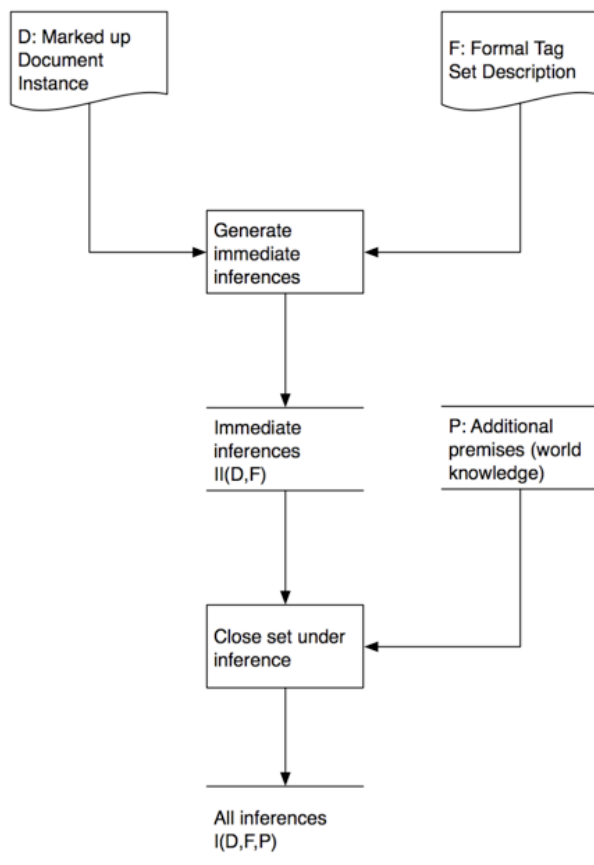 D: Marked up
Document
Instance
F: Formal Tag
Set Description
Generate
immediate
inferences
Immediate
inferences
II(D,F)
P: Additional
premises (world
knowledge)
Close set under
inference
All inferences
I(D,F,P)